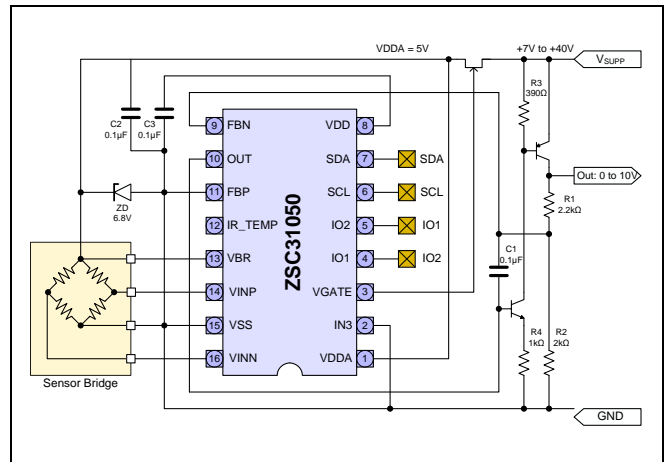 VDDA = 5V
+7V to +40V
VSUPP
R3
390Ω
C2
0.1µF
C3
0.1µF
9 FBN
VDD 8
10 OUT
SDA 7
SDA
11 FBP
SCL 6
SCL
Out: 0 to 10V
ZD
6.8V
12 IR_TEMP
IO2 5
IO1
R1
2.2kΩ
13 VBR
IO1 4
IO2
C1
0.1µF
ZSC31050
14 VINP
VGATE 3
15 VSS
IN3 2
16 VINN
VDDA 1
R4
1kΩ
R2
2kΩ
Sensor Bridge
GND